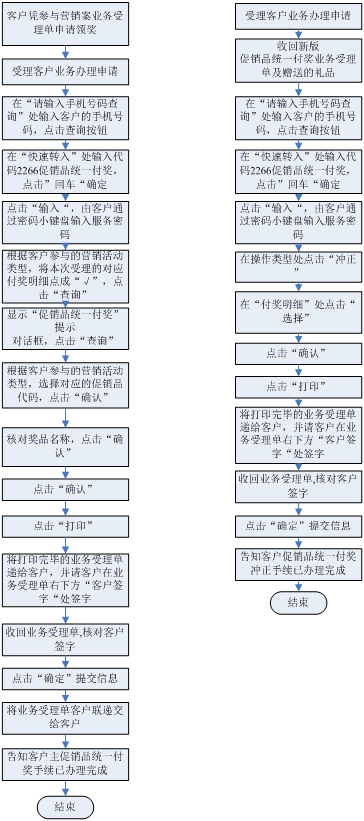 客户凭参与营销案业务受
理单申请领奖
受理客户业务办理申请
在“请输入手机号码查
询”处输入客户的手机号
码，点击查询按钮
在“快速转入”处输入代
码2266促销品统一付奖，
点击”回车“确定
点击“输入“，由客户通
过密码小键盘输入服务密
码
根据客户参与的营销活动
类型，将本次受理的对应
付奖明细点成“√”，点
击“查询”
显示“促销品统一付奖”
提示
对话框，点击“查询”
根据客户参与的营销活动
类型，选择对应的促销品
代码，点击“确认”
核对奖品名称，点击“确
认”
点击“确认”
点击“打印”
将打印完毕的业务受理单
递给客户，并请客户在业
务受理单右下方“客户签
字“处签字
收回业务受理单,核对客户
签字
点击“确定”提交信息
将业务受理单客户联递交
给客户
告知客户主促销品统一付
奖手续已办理完成
结束
受理客户业务办理申请
收回新版
促销品统一付奖业务受理
单及赠送的礼品
在“请输入手机号码查
询”处输入客户的手机号
码，点击查询按钮
在“快速转入”处输入代
码2266促销品统一付奖，
点击”回车“确定
点击“输入“，由客户通
过密码小键盘输入服务密
码
在操作类型处点击“冲正
”
在“付奖明细”处点击“
选择”
点击“确认”
点击“打印”
将打印完毕的业务受理单
递给客户，并请客户在业
务受理单右下方“客户签
字“处签字
收回业务受理单,核对客户
签字
点击“确定”提交信息
告知客户促销品统一付奖
冲正手续已办理完成
结束